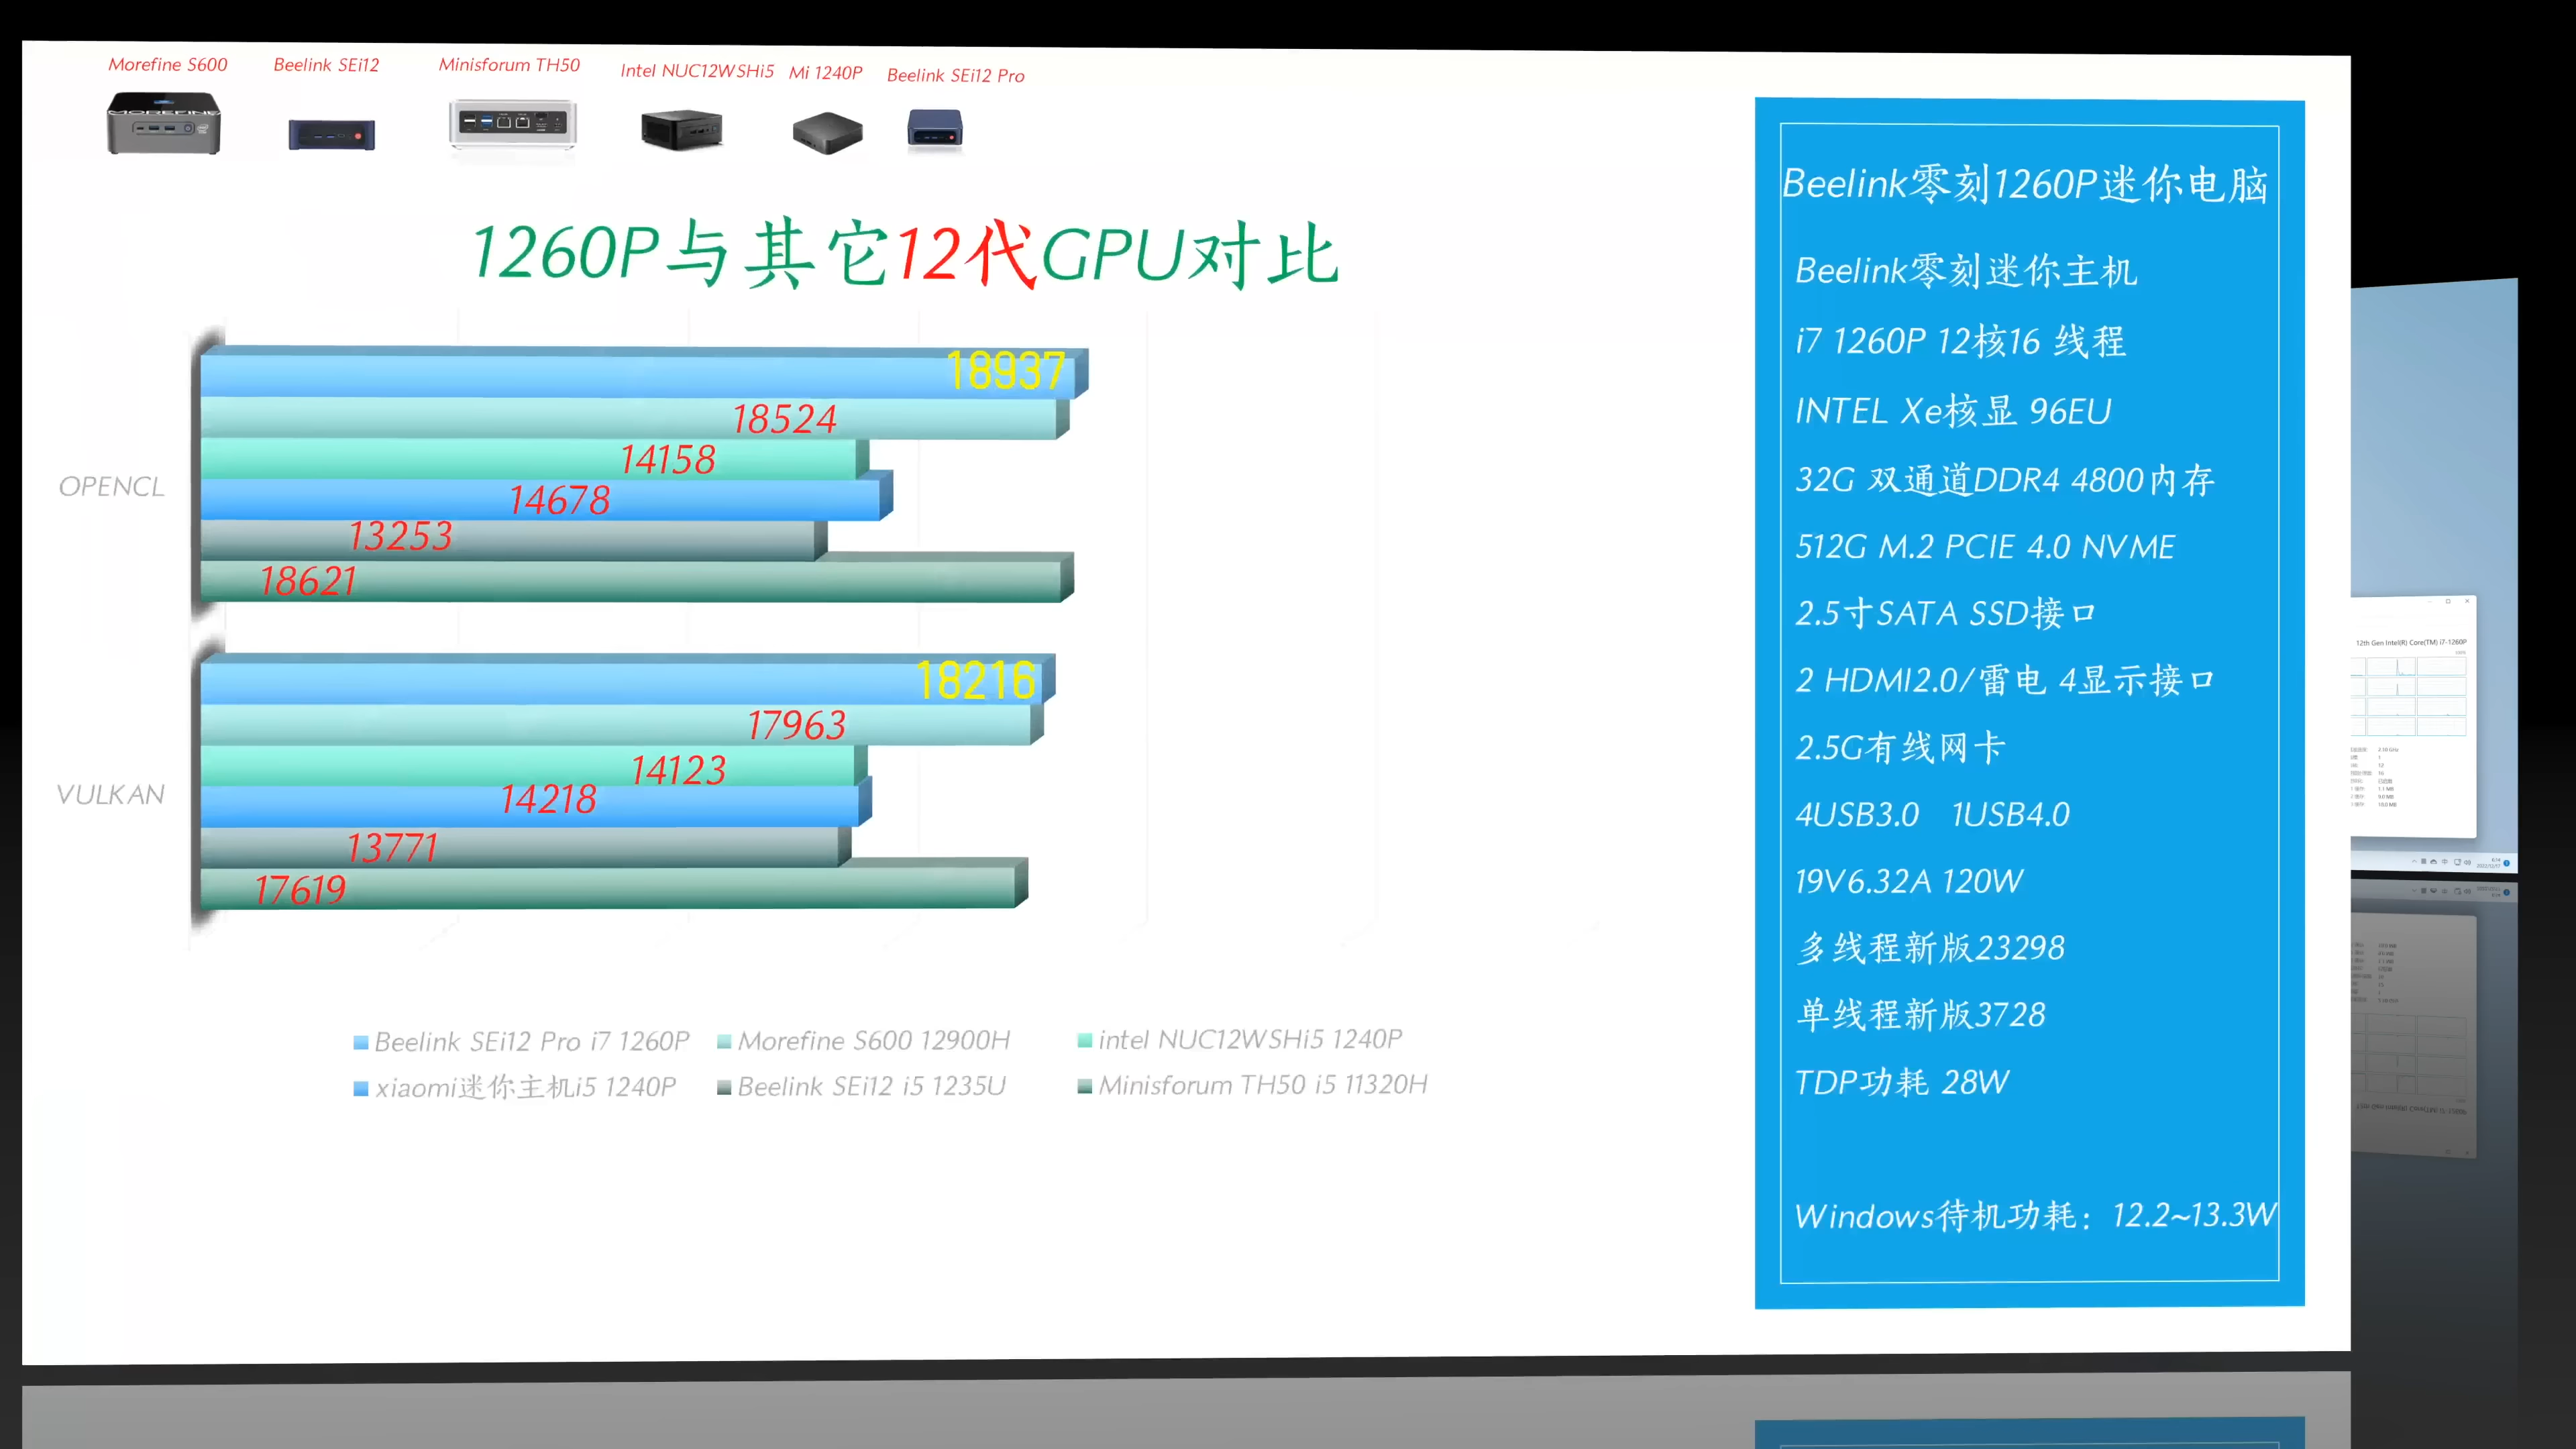 Morefine S600
Beelink SEi12
Minisforum TH50
Intel NUC12WSHi5
Mi 1240P
Beelink SEi12 Pro
MOREFINE
1260P与其它12代GPU对比
OPENCL
18937
18524
14158
14678
13253
18621
VULKAN
18216
17963
14123
14218
13771
17619
Beelink SEi12 Pro i7 1260P
Morefine S600 12900H
intel NUC12WSHi5 1240P
xiaomi迷你主机i5 1240P
Beelink SEi12 i5 1235U
Minisforum TH50 i5 11320H
Beelink零刻1260P迷你电脑
Beelink零刻迷你主机
i7 1260P 12核16 线程
INTEL Xe核显 96EU
32G 双通道DDR4 4800内存
512G M.2 PCIE 4.0 NVME
2.5寸SATA SSD接口
2 HDMI2.0/雷电 4显示接口
2.5G有线网卡
4USB3.0 1USB4.0
19V6.32A 120W
多线程新版23298
单线程新版3728
TDP功耗 28W
Windows待机功耗：12.2~13.3W
12th Gen Intel(R) Core(TM) i7-1260P